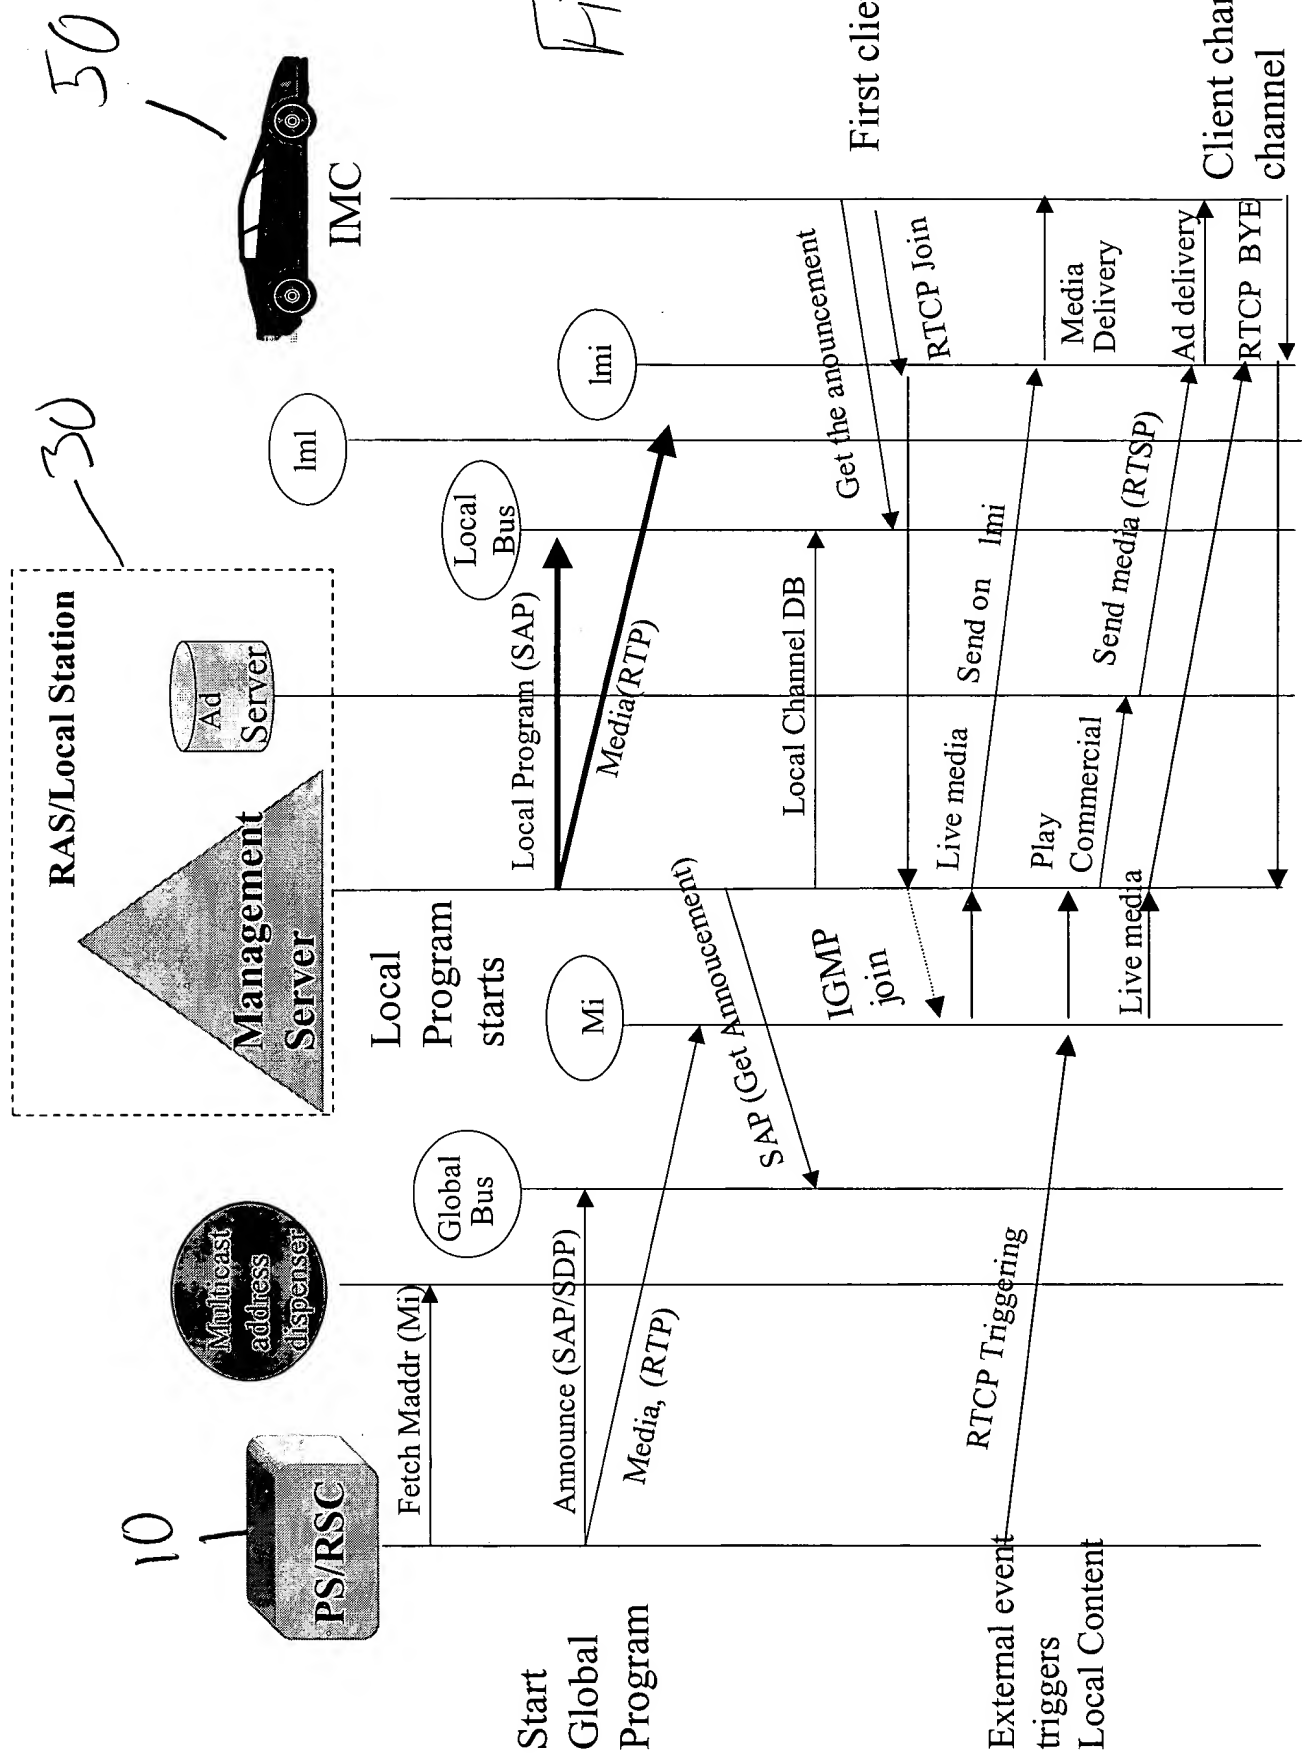 10
30
50
PS/RSC
Multicast
address
dispenser
RAS/Local Station
Management
Server
Ad
Server
IMC
Global
Bus
Mi
Local
Bus
lml
lmi
Start
Global
Program
Fetch Maddr (Mi)
Announce (SAP/SDP)
Media, (RTP)
Local
Program
starts
Local Program (SAP)
Media(RTP)
SAP (Get Annoucement)
Local Channel DB
Get the anouncement
First clie
RTCP Join
IGMP
join
Live media
Send on lmi
Media
Delivery
External event
triggers
Local Content
RTCP Triggering
Play
Commercial
Send media (RTSP)
Ad delivery
Live media
RTCP BYE
Client char
channel